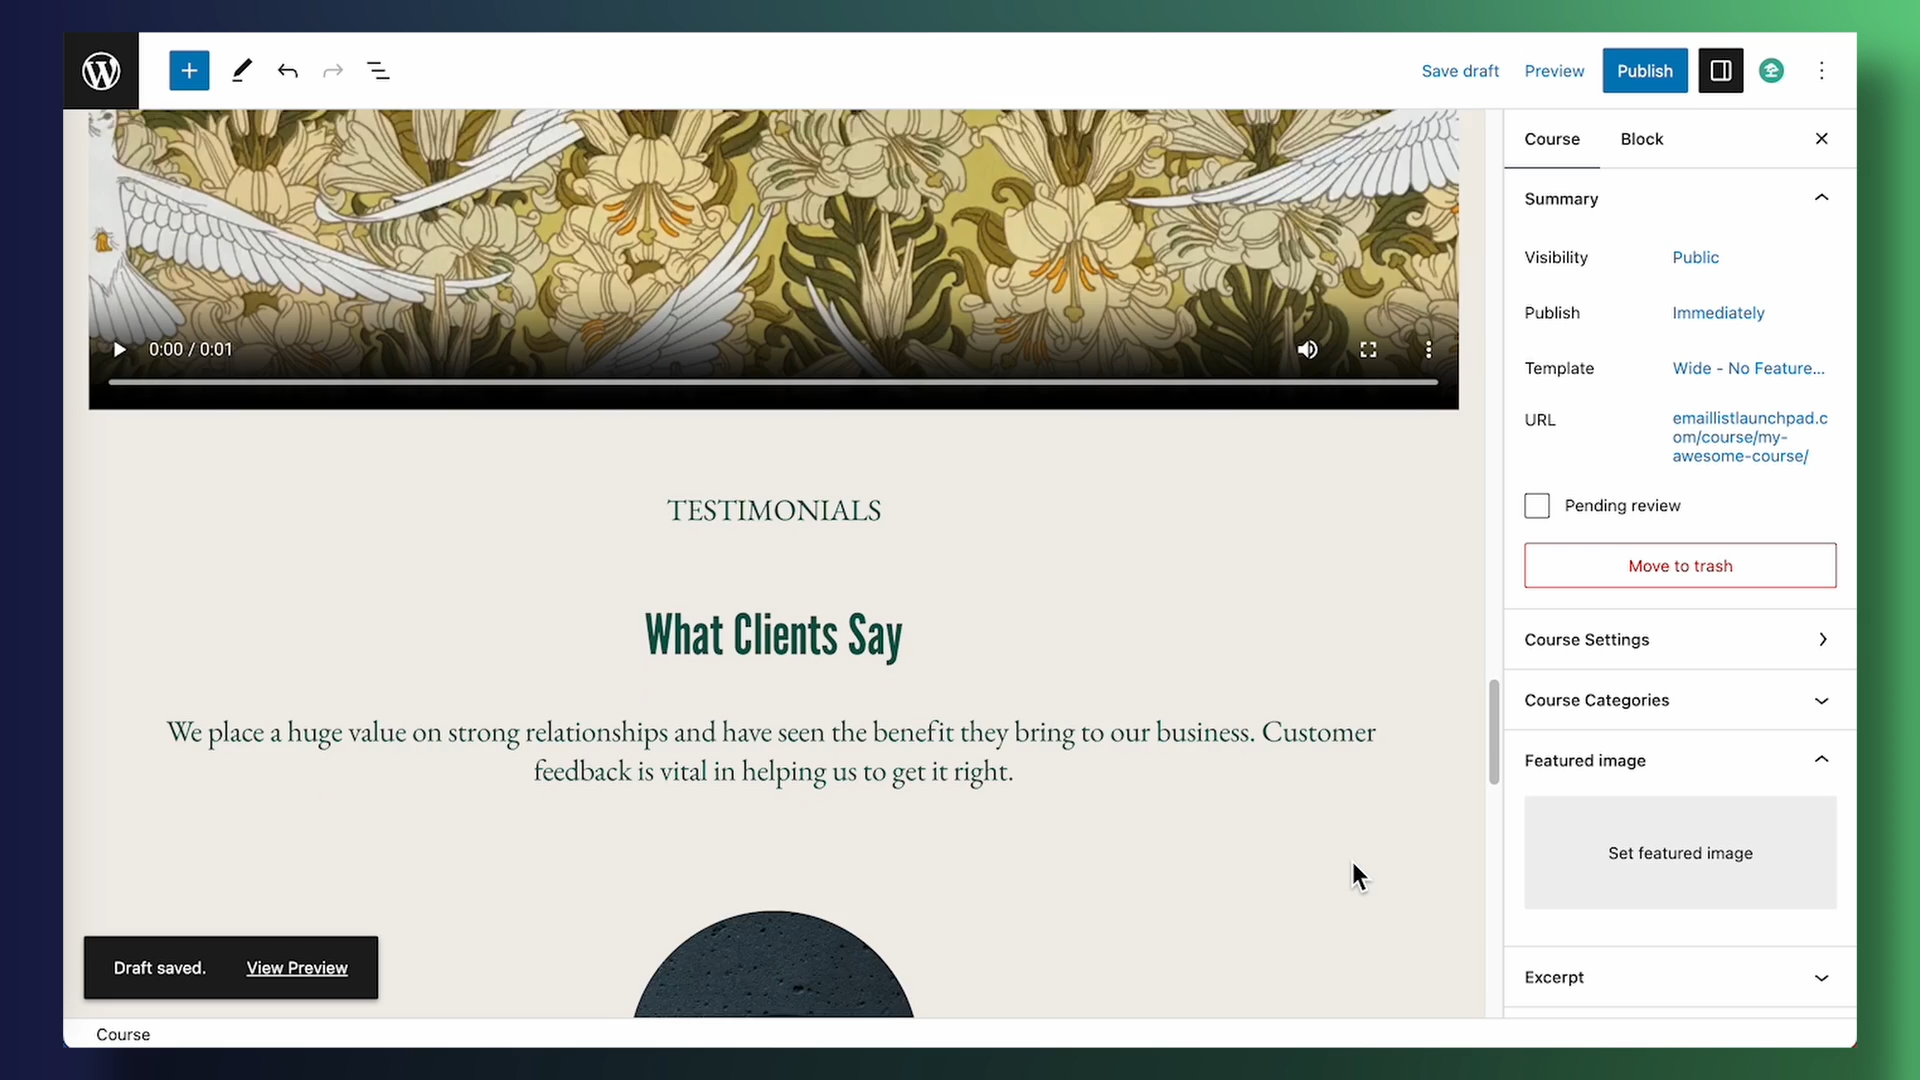 Save draft
Preview
Publish
Course
Block
Summary
Visibility
Public
Publish
Immediately
Template
Wide - No Feature...
URL
emaillistlaunchpad.c
om/course/my-
awesome-course/
Pending review
Move to trash
Course Settings
Course Categories
Featured image
Set featured image
Excerpt
0:00 / 0:01
TESTIMONIALS
What Clients Say
We place a huge value on strong relationships and have seen the benefit they bring to our business. Customer
feedback is vital in helping us to get it right.
Draft saved.
View Preview
Course